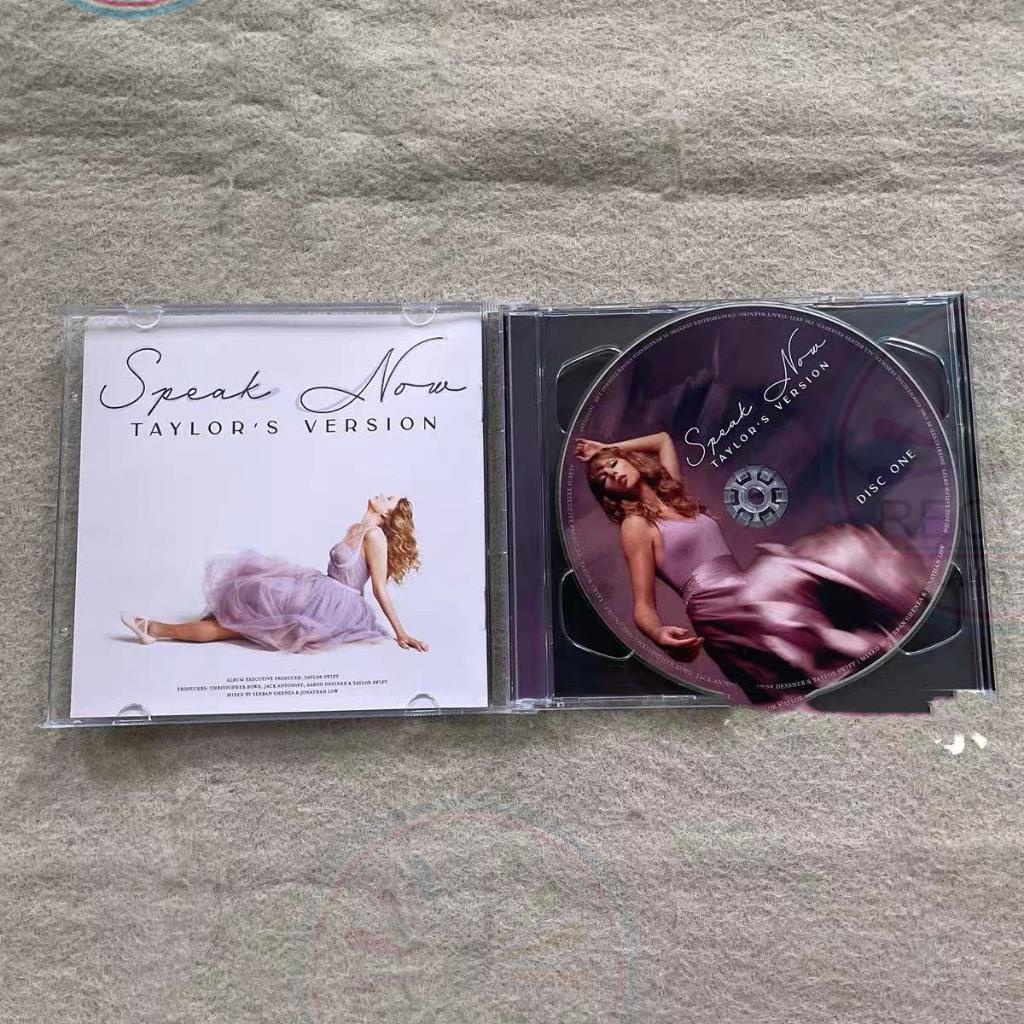 Speak Now
TAYLOR'S VERSION
ALBUM EXECUTIVE PRODUCER: TAYLOR SWIFT
PRODUCERS: CHRISTOPHER ROWE, JACK ANTONOFF, AARON DESSNER & TAYLOR SWIFT
MIXED BY SERBAN GHENEA & JONATHAN LOW
Speak Now
TAYLOR'S VERSION
DISC ONE